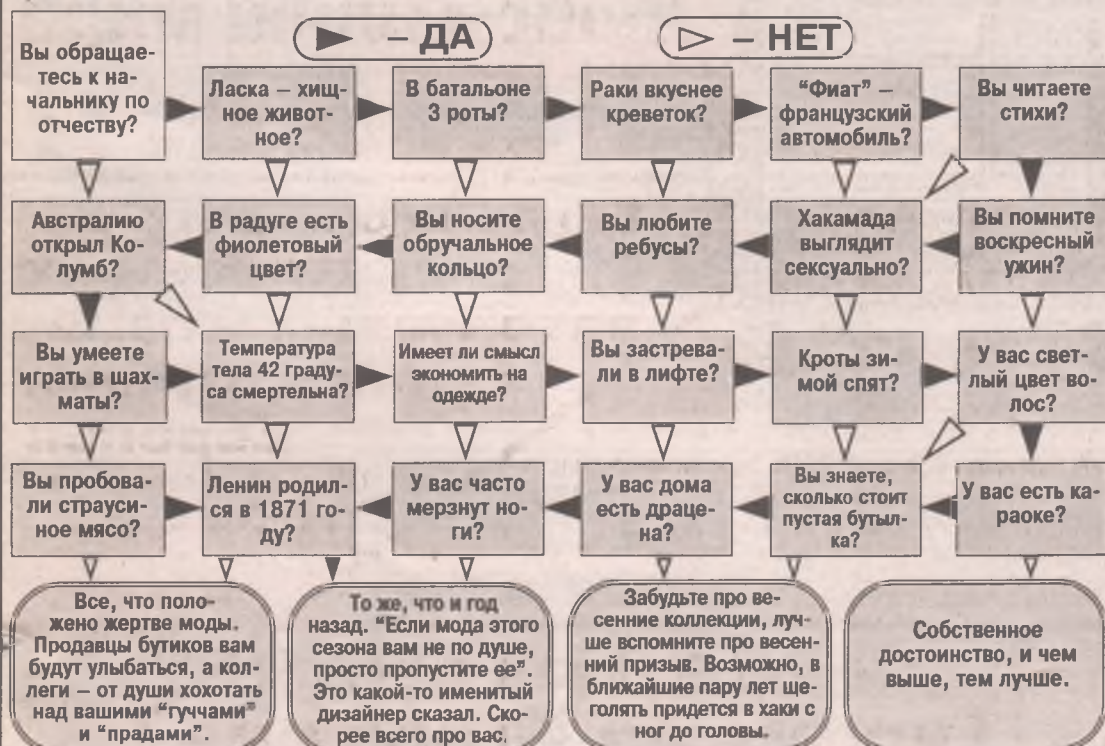 – ДА
– НЕТ
Вы обращае-
тесь к на-
чальнику по
отчеству?
Ласка – хищ-
ное живот-
ное?
В батальоне
3 роты?
Раки вкуснее
креветок?
"Фиат" –
французский
автомобиль?
Вы читаете
стихи?
Австралию
открыл Ко-
лумб?
В радуге есть
фиолетовый
цвет?
Вы носите
обручальное
кольцо?
Вы любите
ребусы?
Хакамада
выглядит
сексуально?
Вы помните
воскресный
ужин?
Вы умеете
играть в шах-
маты?
Температура
тела 42 граду-
са смертельна?
Имеет ли смысл
экономить на
одежде?
Вы застрева-
ли в лифте?
Кроты зи-
мой спят?
У вас свет-
лый цвет во-
лос?
Вы пробова-
ли страуси-
ное мясо?
Ленин родил-
ся в 1871 го-
ду?
У вас часто
мерзнут но-
ги?
У вас дома
есть драце-
на?
Вы знаете,
сколько стоит
пустая бутыл-
ка?
У вас есть ка-
раоке?
Все, что поло-
жено жертве моды.
Продавцы бутиков вам
будут улыбаться, а кол-
леги – от души хохотать
над вашими "гуччами"
и "прадами".
То же, что и год
назад. "Если мода этого
сезона вам не по душе,
просто пропустите ее".
Это какой-то именитый
дизайнер сказал. Ско-
рее всего про вас.
Забудьте про ве-
сенние коллекции, луч-
ше вспомните про весен-
ний призыв. Возможно, в
ближайшие пару лет ще-
голять придется в хаки с
ног до головы.
Собственное
достоинство, и чем
выше, тем лучше.